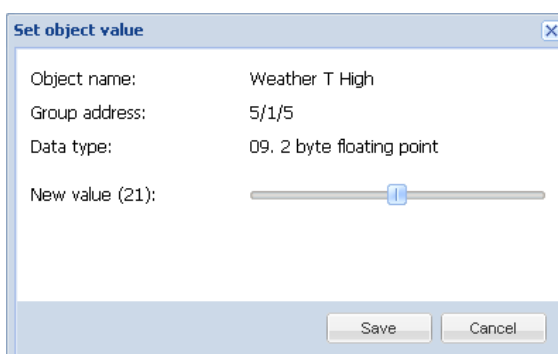 Set object value
Object name: Weather T High
Group address: 5/1/5
Data type: 09. 2 byte floating point
New value (21):
Save Cancel